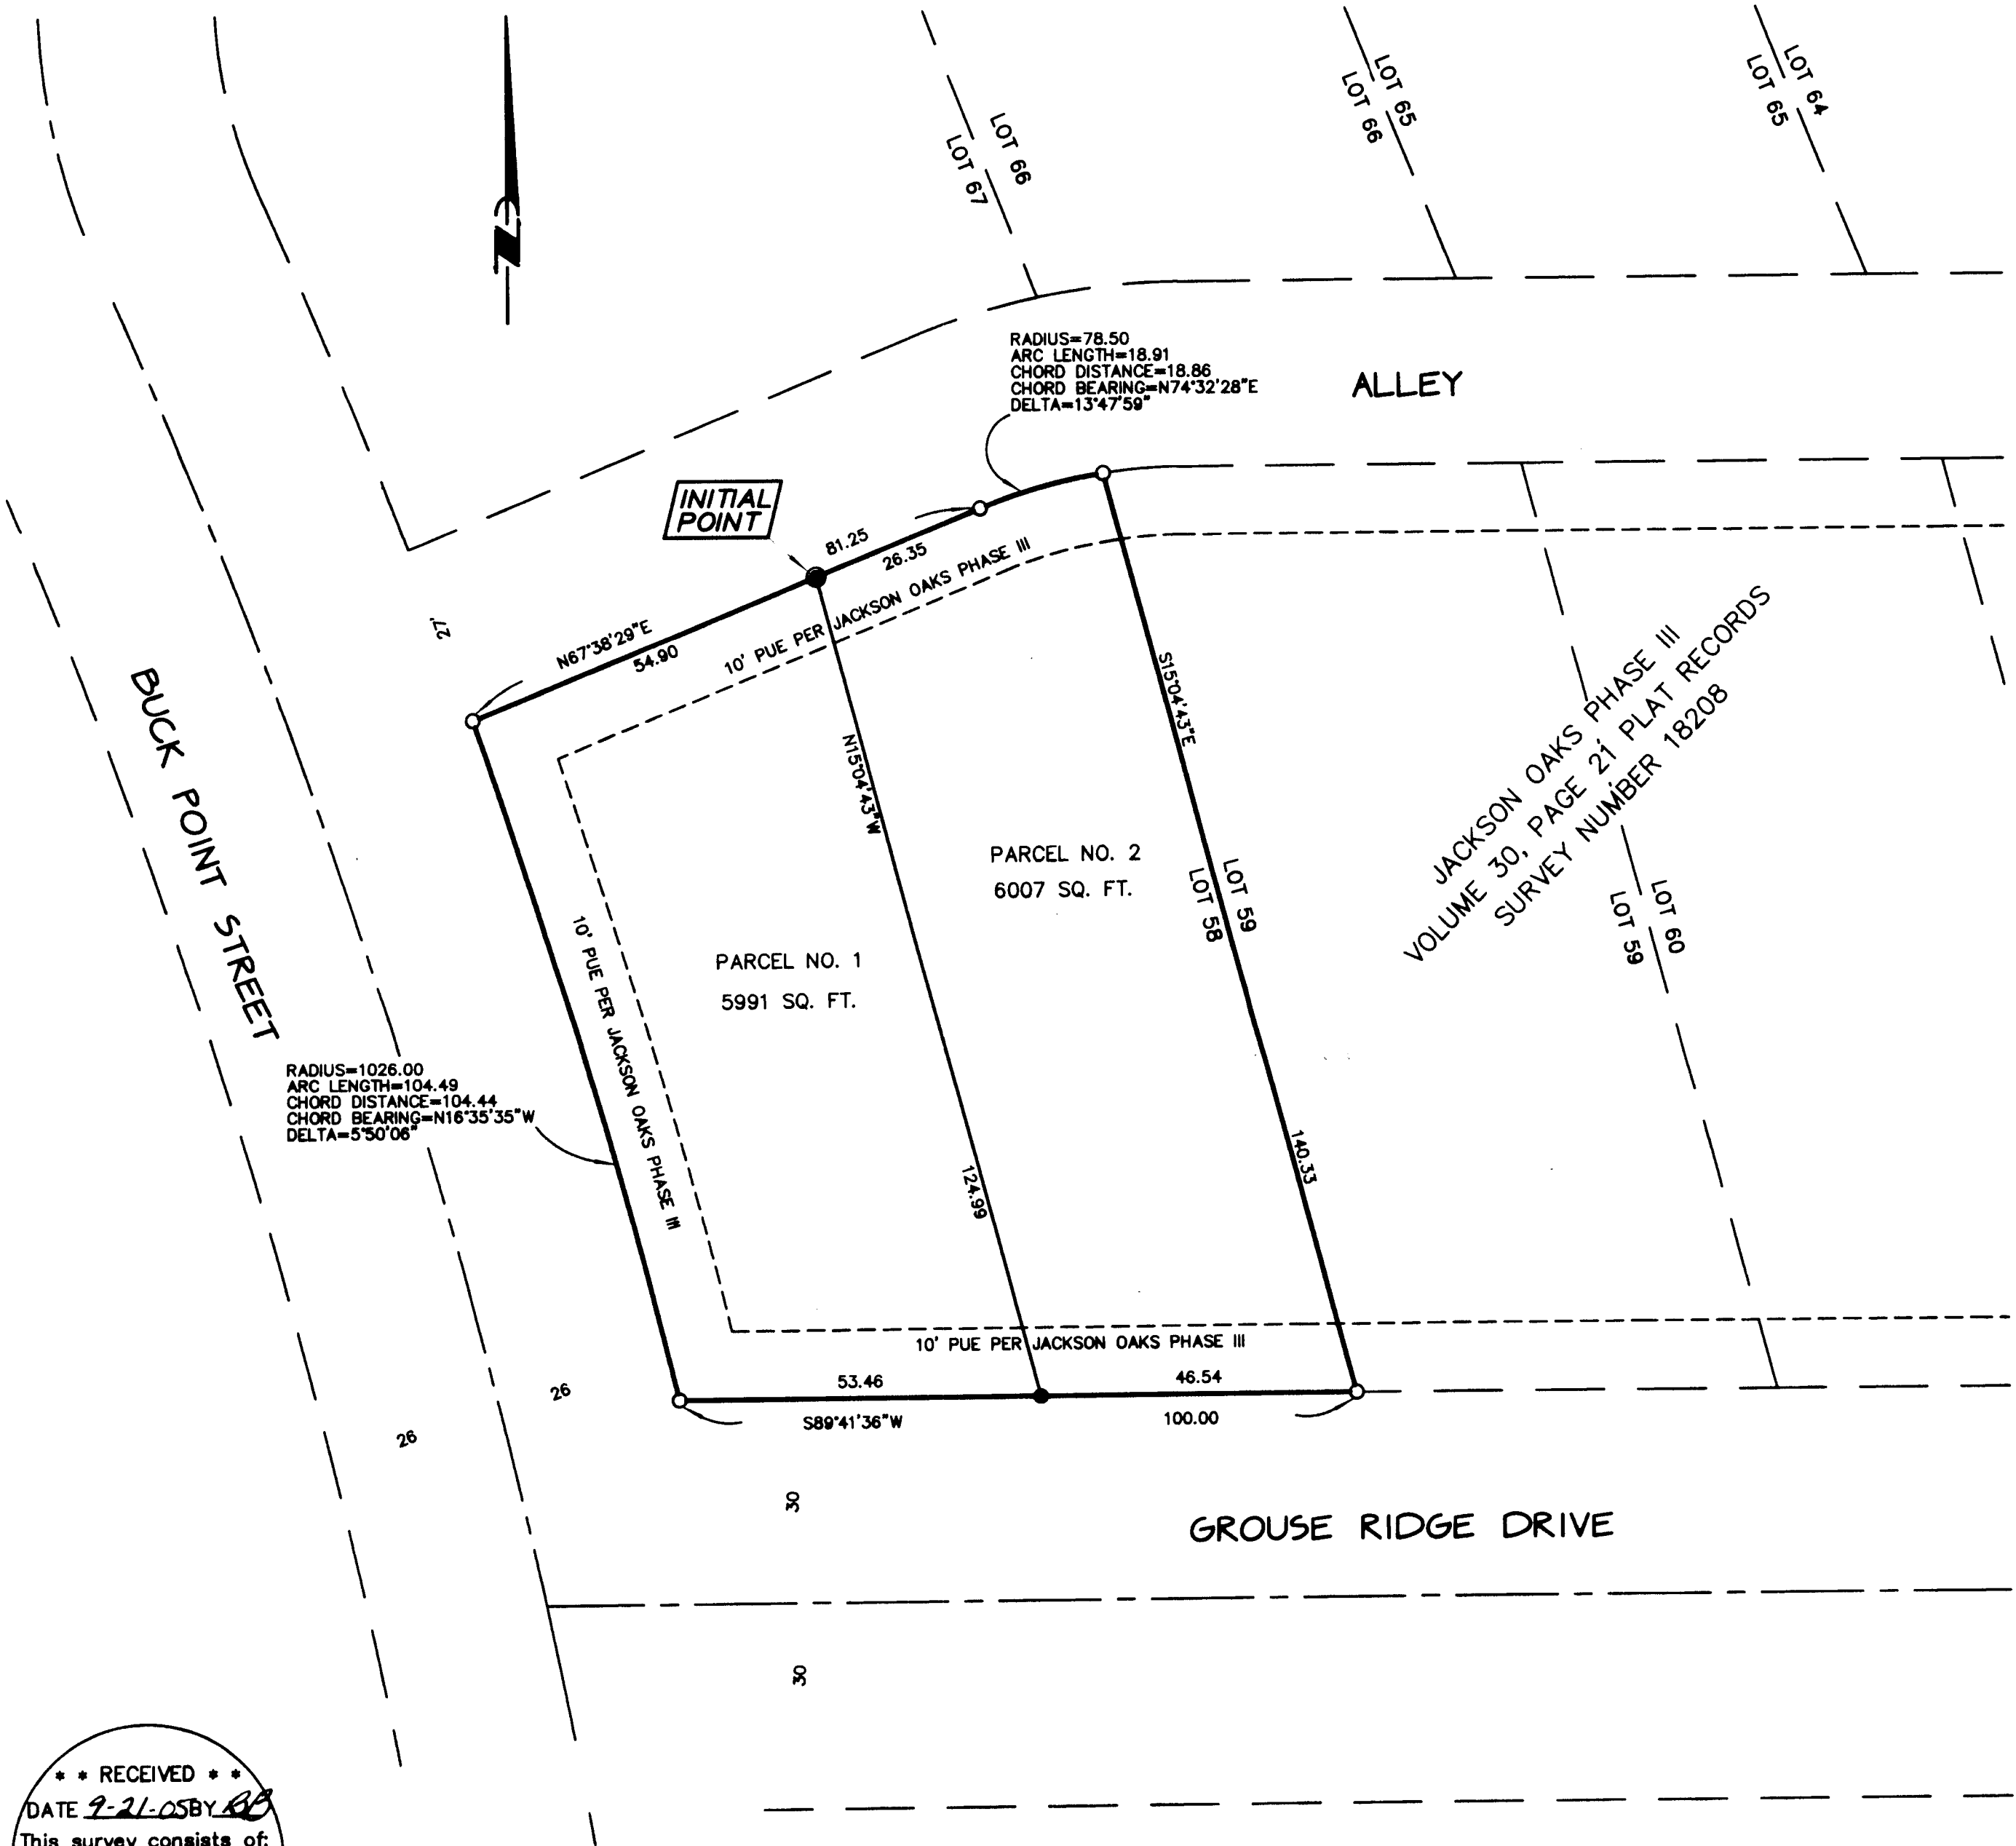 LOT 66
LOT 67
LOT 65
LOT 66
LOT 64
LOT 65
N
RADIUS=78.50
ARC LENGTH=18.91
CHORD DISTANCE=18.86
CHORD BEARING=N74°32'28"E
DELTA=13°47'59"
ALLEY
INITIAL
POINT
81.25
26.35
27'
N67°38'29"E
54.90
10' PUE PER JACKSON OAKS PHASE III
BUCK POINT STREET
N15°04'43"W
S15°04'43"E
JACKSON OAKS PHASE III
VOLUME 30, PAGE 21 PLAT RECORDS
SURVEY NUMBER 18208
PARCEL NO. 2
6007 SQ. FT.
LOT 59
LOT 58
LOT 60
LOT 59
PARCEL NO. 1
5991 SQ. FT.
10' PUE PER JACKSON OAKS PHASE III
RADIUS=1026.00
ARC LENGTH=104.49
CHORD DISTANCE=104.44
CHORD BEARING=N16°35'35"W
DELTA=5°50'06"
124.99
140.33
10' PUE PER JACKSON OAKS PHASE III
53.46
46.54
S89°41'36"W
100.00
26
26
30
GROUSE RIDGE DRIVE
30
* * RECEIVED * *
DATE 9-21-05 BY BB
This survey consists of: